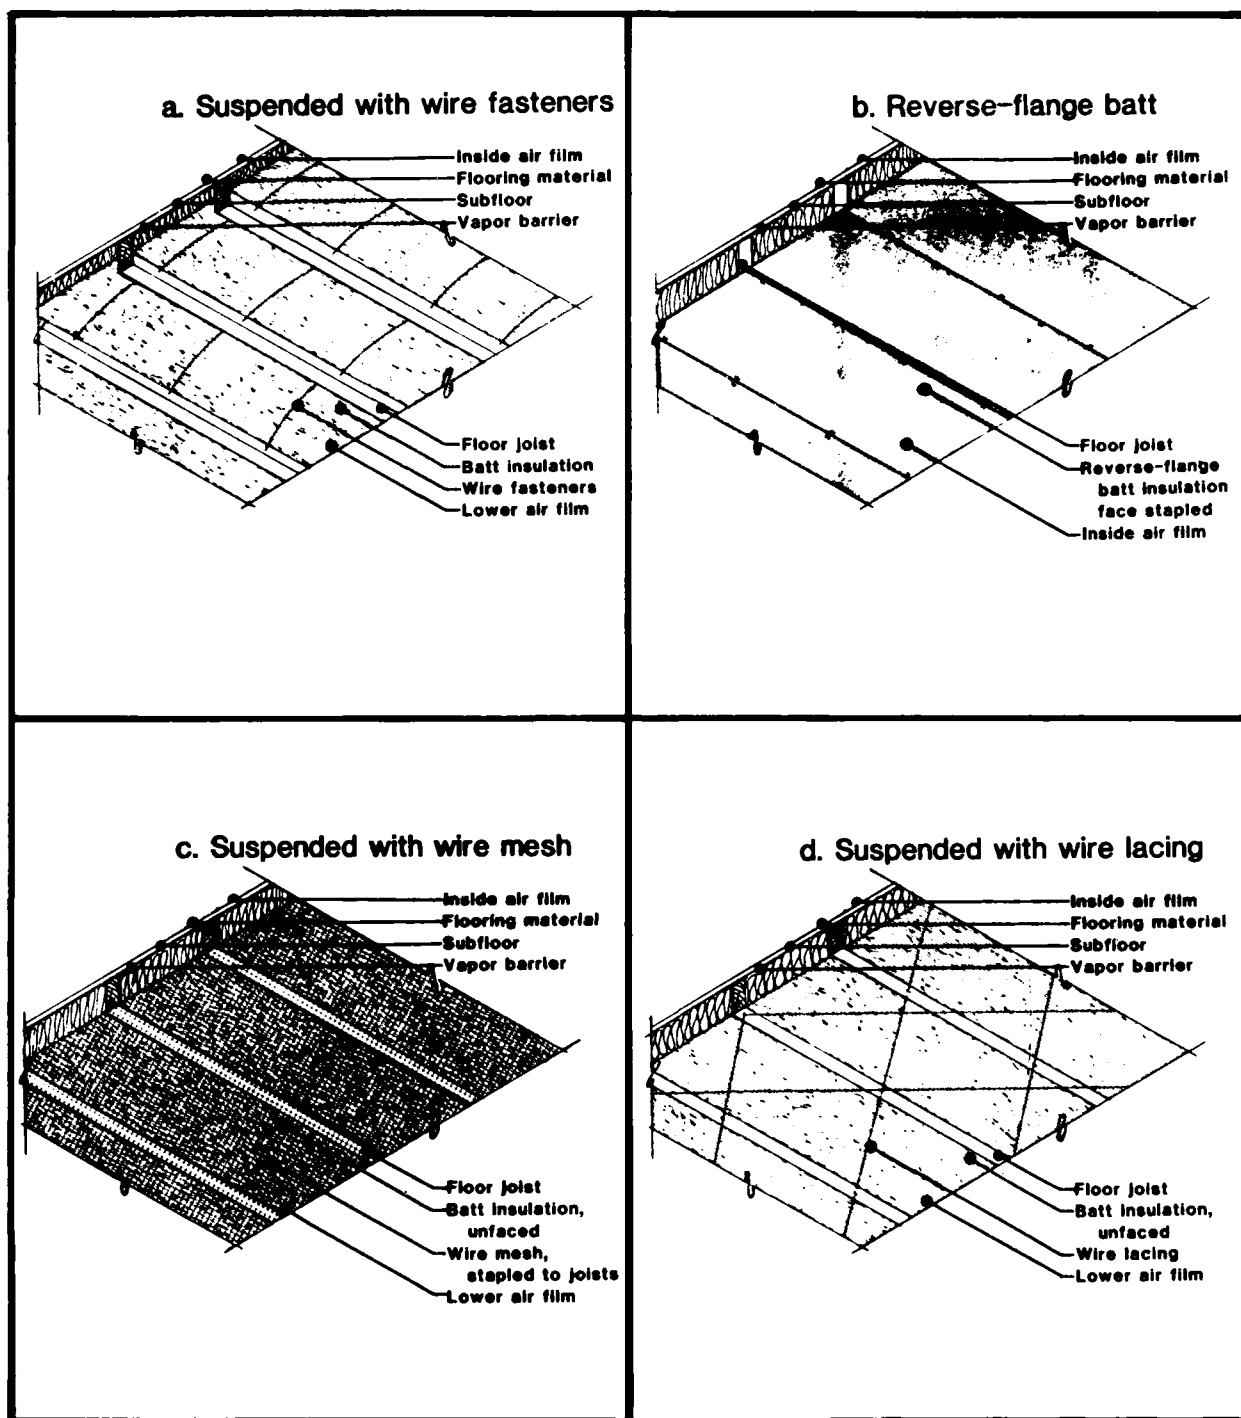 a. Suspended with wire fasteners
Inside air film
Flooring material
Subfloor
Vapor barrier
Floor joist
Batt insulation
Wire fasteners
Lower air film
b. Reverse-flange batt
Inside air film
Flooring material
Subfloor
Vapor barrier
Floor joist
Reverse-flange
batt insulation
face stapled
Inside air film
c. Suspended with wire mesh
Inside air film
Flooring material
Subfloor
Vapor barrier
Floor joist
Batt insulation,
unfaced
Wire mesh,
stapled to joists
Lower air film
d. Suspended with wire lacing
Inside air film
Flooring material
Subfloor
Vapor barrier
Floor joist
Batt insulation,
unfaced
Wire lacing
Lower air film